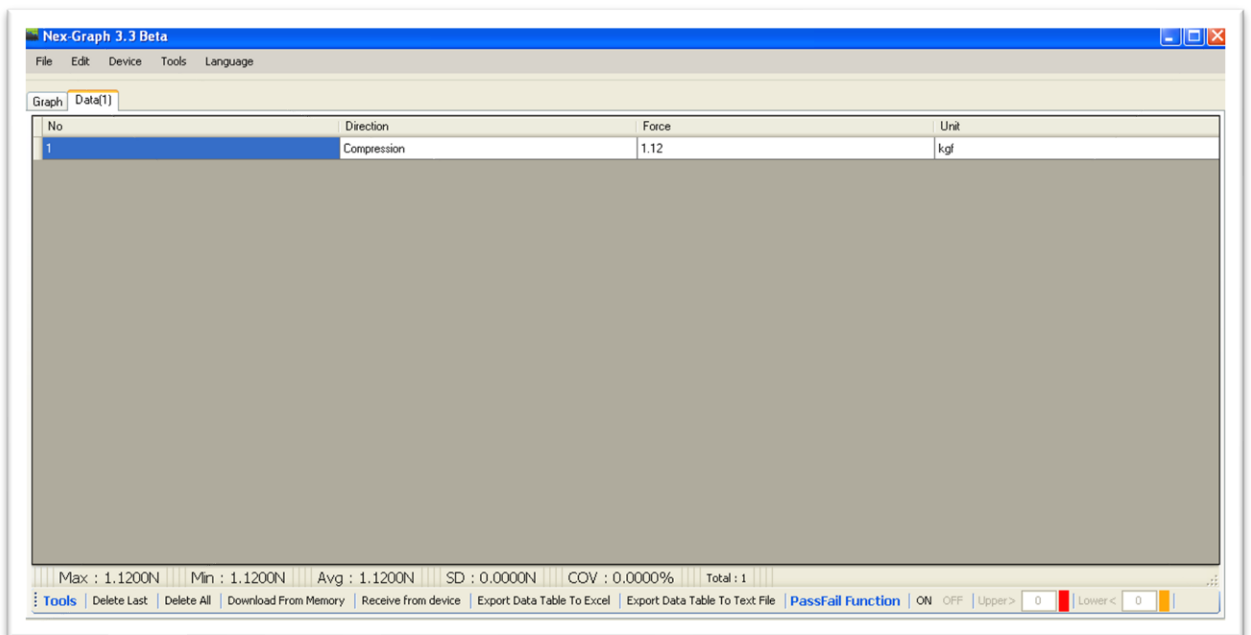 Nex-Graph 3.3 Beta
File Edit Device Tools Language
Graph Data(1)
No Direction Force Unit
1 Compression 1.12 kgf
Max : 1.1200N Min : 1.1200N Avg : 1.1200N SD : 0.0000N COV : 0.0000% Total : 1
Tools Delete Last Delete All Download From Memory Receive from device Export Data Table To Excel Export Data Table To Text File PassFail Function ON OFF Upper> 0 Lower< 0